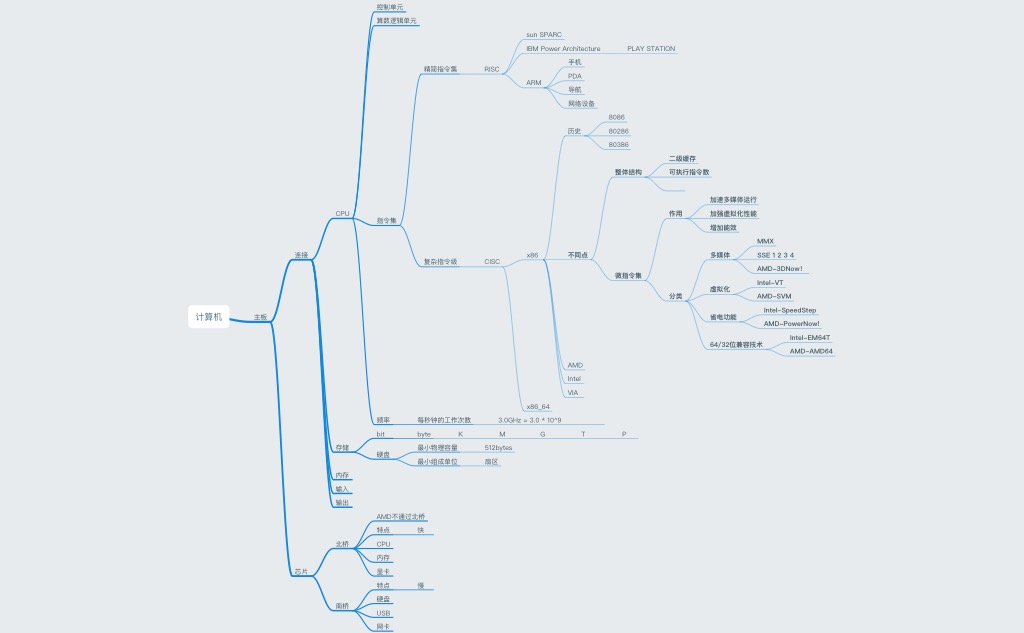 控制单元
算数逻辑单元
sun SPARC
IBM Power Architecture PLAY STATION
手机
精简指令集 RISC
PDA
ARM
导航
网络设备
8086
历史 80286
80386
二级缓存
整体结构 可执行指令数
加速多媒体运行
CPU 作用 加强虚拟化性能
指令集 增加能效
MMX
连接 x86 不同点 多媒体 SSE 1 2 3 4
复杂指令级 CISC
AMD-3DNow!
微指令集
Intel-VT
虚拟化
分类 AMD-SVM
Intel-SpeedStep
计算机 主板 省电功能
AMD-PowerNow!
Intel-EM64T
64/32位兼容技术
AMD-AMD64
AMD
Intel
VIA
x86_64
频率 每秒钟的工作次数 3.0GHz = 3.0 * 10^9
bit byte K M G T P
存储 最小物理容量 512bytes
硬盘
最小组成单位 扇区
内存
输入
输出
AMD不通过北桥
特点 快
北桥 CPU
内存
芯片 显卡
特点 慢
硬盘
南桥
USB
网卡